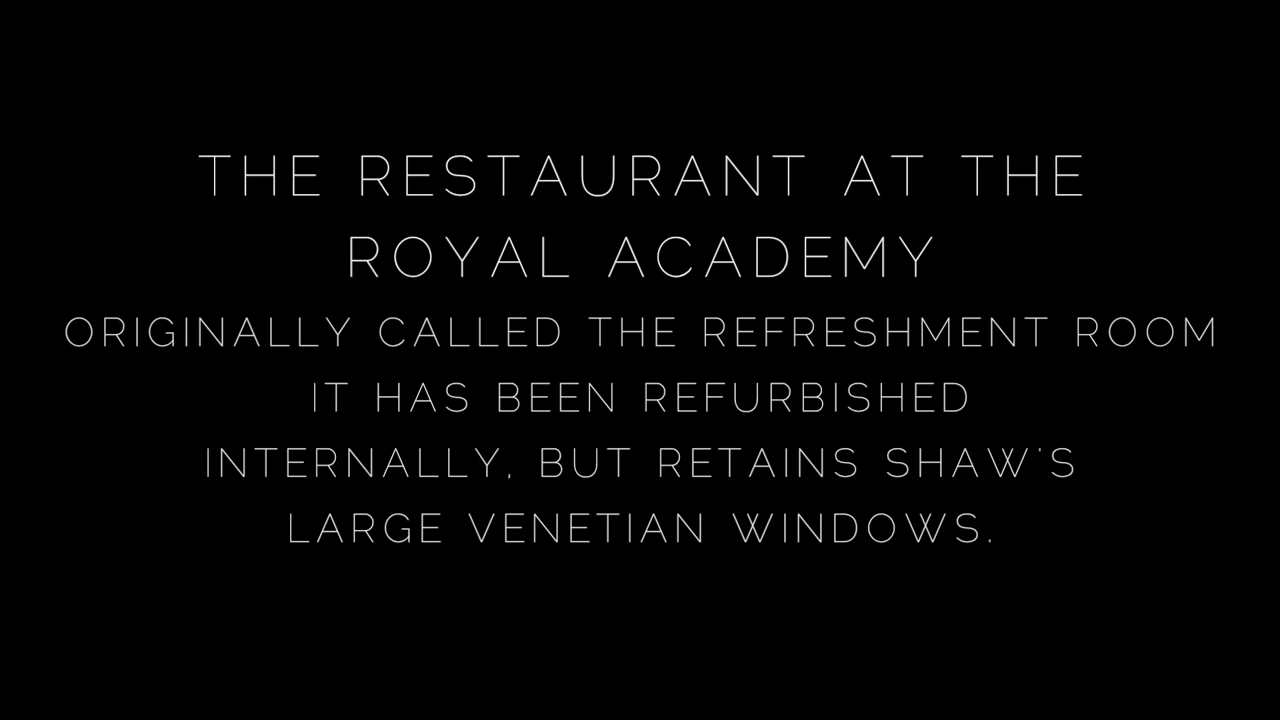 THE RESTAURANT AT THE
ROYAL ACADEMY
ORIGINALLY CALLED THE REFRESHMENT ROOM
IT HAS BEEN REFURBISHED
INTERNALLY, BUT RETAINS SHAW'S
LARGE VENETIAN WINDOWS.